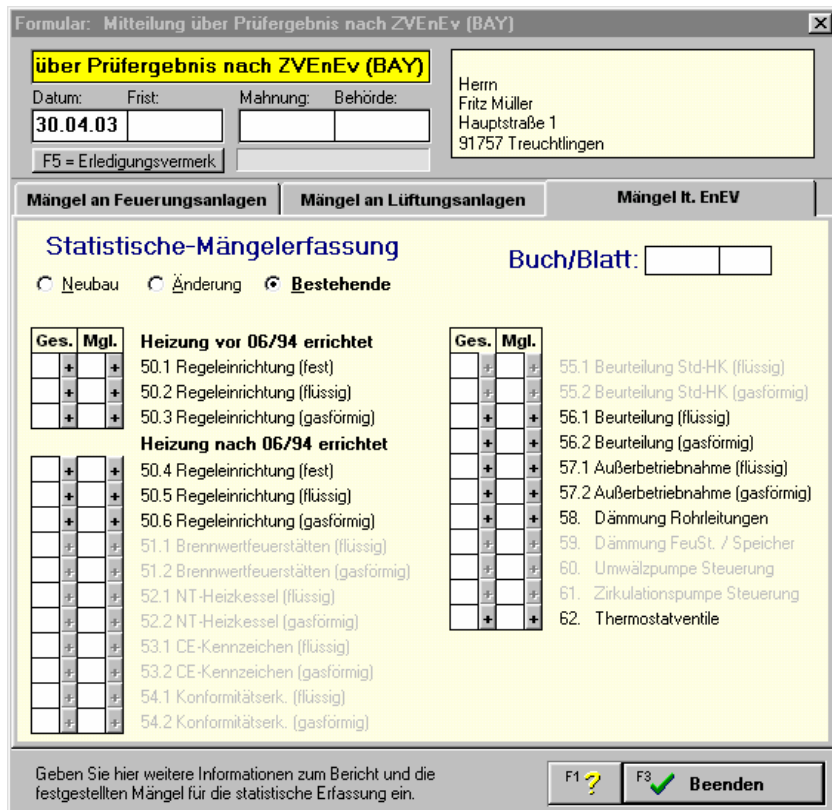 Formular: Mitteilung über Prüfergebnis nach ZVEnEv (BAY)
über Prüfergebnis nach ZVEnEv (BAY)
Datum: Frist: Mahnung: Behörde:
30.04.03
F5 = Erledigungsvermerk
Herrn
Fritz Müller
Hauptstraße 1
91757 Treuchtlingen
Mängel an Feuerungsanlagen
Mängel an Lüftungsanlagen
Mängel lt. EnEV
Statistische-Mängelerfassung
Buch/Blatt:
Neubau Änderung Bestehende
Ges. Mgl. Heizung vor 06/94 errichtet
+ + 50.1 Regeleinrichtung (fest)
+ + 50.2 Regeleinrichtung (flüssig)
+ + 50.3 Regeleinrichtung (gasförmig)
Heizung nach 06/94 errichtet
+ + 50.4 Regeleinrichtung (fest)
+ + 50.5 Regeleinrichtung (flüssig)
+ + 50.6 Regeleinrichtung (gasförmig)
+ + 51.1 Brennwertfeuerstätten (flüssig)
+ + 51.2 Brennwertfeuerstätten (gasförmig)
+ + 52.1 NT-Heizkessel (flüssig)
+ + 52.2 NT-Heizkessel (gasförmig)
+ + 53.1 CE-Kennzeichen (flüssig)
+ + 53.2 CE-Kennzeichen (gasförmig)
+ + 54.1 Konformitätserk. (flüssig)
+ + 54.2 Konformitätserk. (gasförmig)
Ges. Mgl.
+ + 55.1 Beurteilung Std-HK (flüssig)
+ + 55.2 Beurteilung Std-HK (gasförmig)
+ + 56.1 Beurteilung (flüssig)
+ + 56.2 Beurteilung (gasförmig)
+ + 57.1 Außerbetriebnahme (flüssig)
+ + 57.2 Außerbetriebnahme (gasförmig)
+ + 58. Dämmung Rohrleitungen
+ + 59. Dämmung FeuSt. / Speicher
+ + 60. Umwälzpumpe Steuerung
+ + 61. Zirkulationspumpe Steuerung
+ + 62. Thermostatventile
Geben Sie hier weitere Informationen zum Bericht und die
festgestellten Mängel für die statistische Erfassung ein.
F1 ?
F3 Beenden